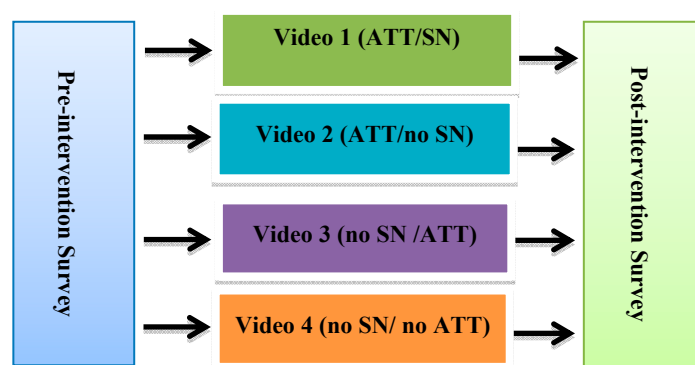 Pre-intervention Survey
Video 1 (ATT/SN)
Video 2 (ATT/no SN)
Video 3 (no SN /ATT)
Video 4 (no SN/ no ATT)
Post-intervention Survey